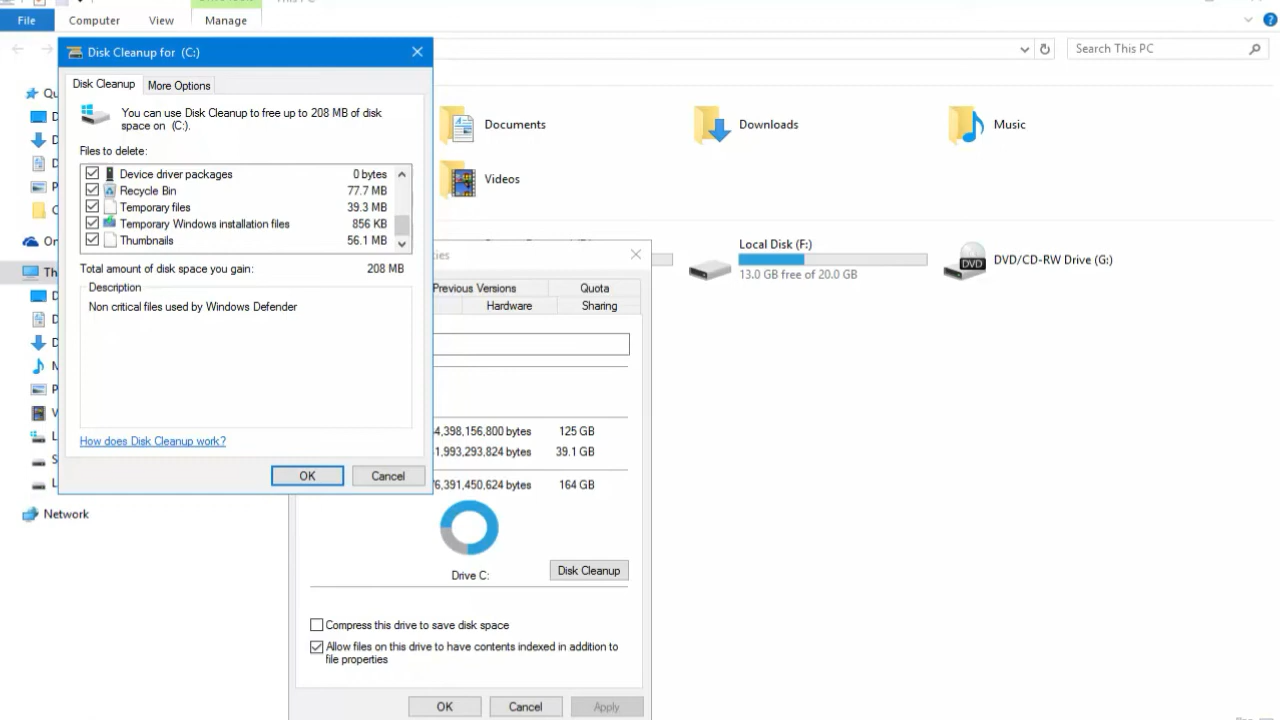 File
Computer
View
Manage
Search This PC
Disk Cleanup for (C:)
Disk Cleanup
More Options
You can use Disk Cleanup to free up to 208 MB of disk
space on (C:).
Files to delete:
Device driver packages 0 bytes
Recycle Bin 77.7 MB
Temporary files 39.3 MB
Temporary Windows installation files 856 KB
Thumbnails 56.1 MB
Total amount of disk space you gain: 208 MB
Description
Non critical files used by Windows Defender
How does Disk Cleanup work?
OK
Cancel
Network
Documents
Downloads
Music
Videos
Local Disk (F:)
13.0 GB free of 20.0 GB
DVD
DVD/CD-RW Drive (G:)
Previous Versions
Quota
Hardware
Sharing
4,398,156,800 bytes 125 GB
1,993,293,824 bytes 39.1 GB
6,391,450,624 bytes 164 GB
Drive C:
Disk Cleanup
Compress this drive to save disk space
Allow files on this drive to have contents indexed in addition to
file properties
OK
Cancel
Apply